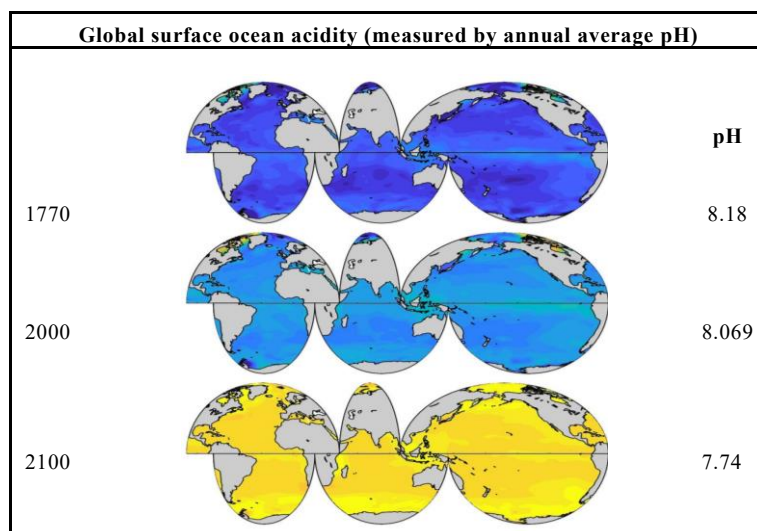 Global surface ocean acidity (measured by annual average pH)
pH
1770 8.18
2000 8.069
2100 7.74